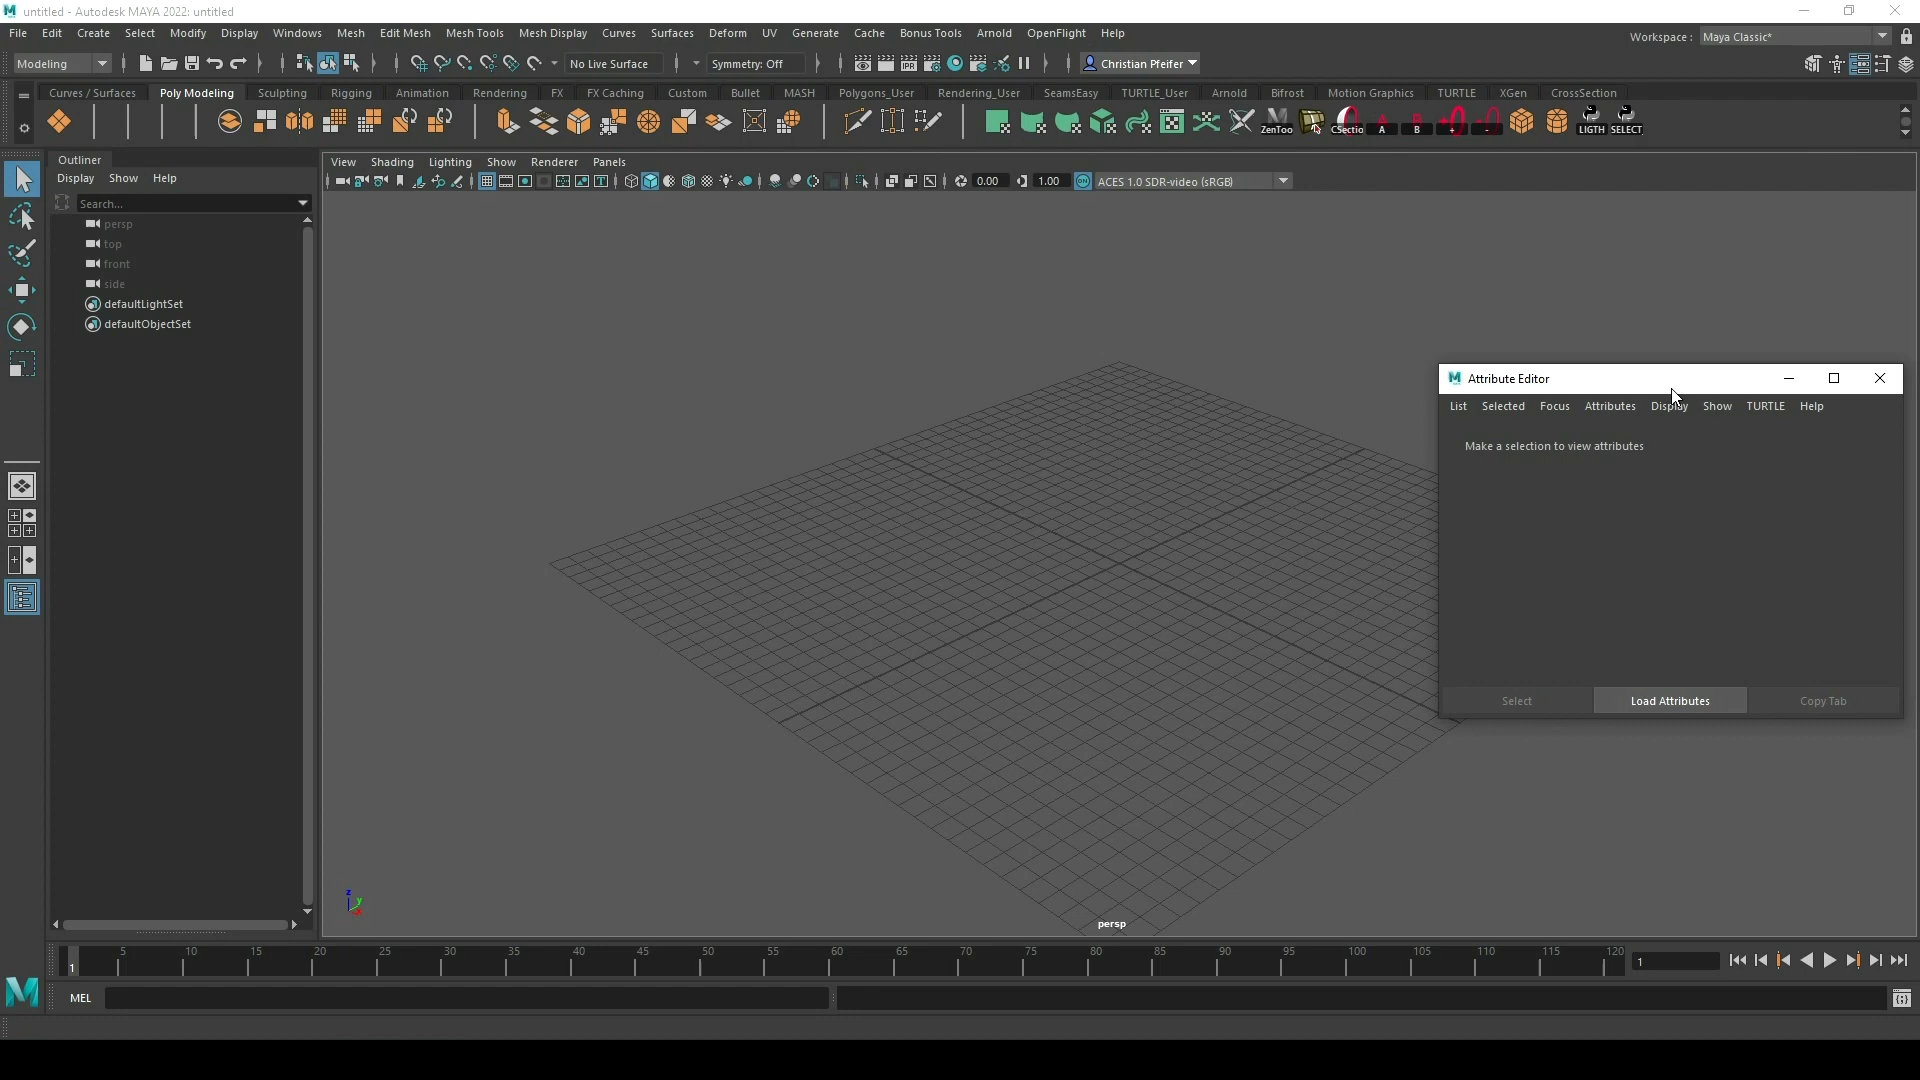 untitled - Autodesk MAYA 2022: untitled
File Edit Create Select Modify Display Windows Mesh Edit Mesh Mesh Tools Mesh Display Curves Surfaces Deform UV Generate Cache Bonus Tools Arnold OpenFlight Help
Workspace : Maya Classic*
Modeling No Live Surface Symmetry: Off Christian Pfeifer
Curves / Surfaces Poly Modeling Sculpting Rigging Animation Rendering FX FX Caching Custom Bullet MASH Polygons_User Rendering_User SeamsEasy TURTLE_User Arnold Bifrost Motion Graphics TURTLE XGen CrossSection
IPR
ZenToo CSectio A B + - LIGTH SELECT
Outliner
Display Show Help
Search...
persp
top
front
side
defaultLightSet
defaultObjectSet
View Shading Lighting Show Renderer Panels
0.00 1.00 ON ACES 1.0 SDR-video (sRGB)
Attribute Editor
List Selected Focus Attributes Display Show TURTLE Help
Make a selection to view attributes
Select Load Attributes Copy Tab
z
y
x
persp
5 10 15 20 25 30 35 40 45 50 55 60 65 70 75 80 85 90 95 100 105 110 115 120
1 1
MEL